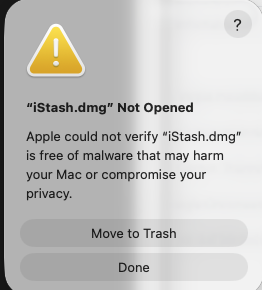 ?
“iStash.dmg” Not Opened
Apple could not verify “iStash.dmg”
is free of malware that may harm
your Mac or compromise your
privacy.
Move to Trash
Done